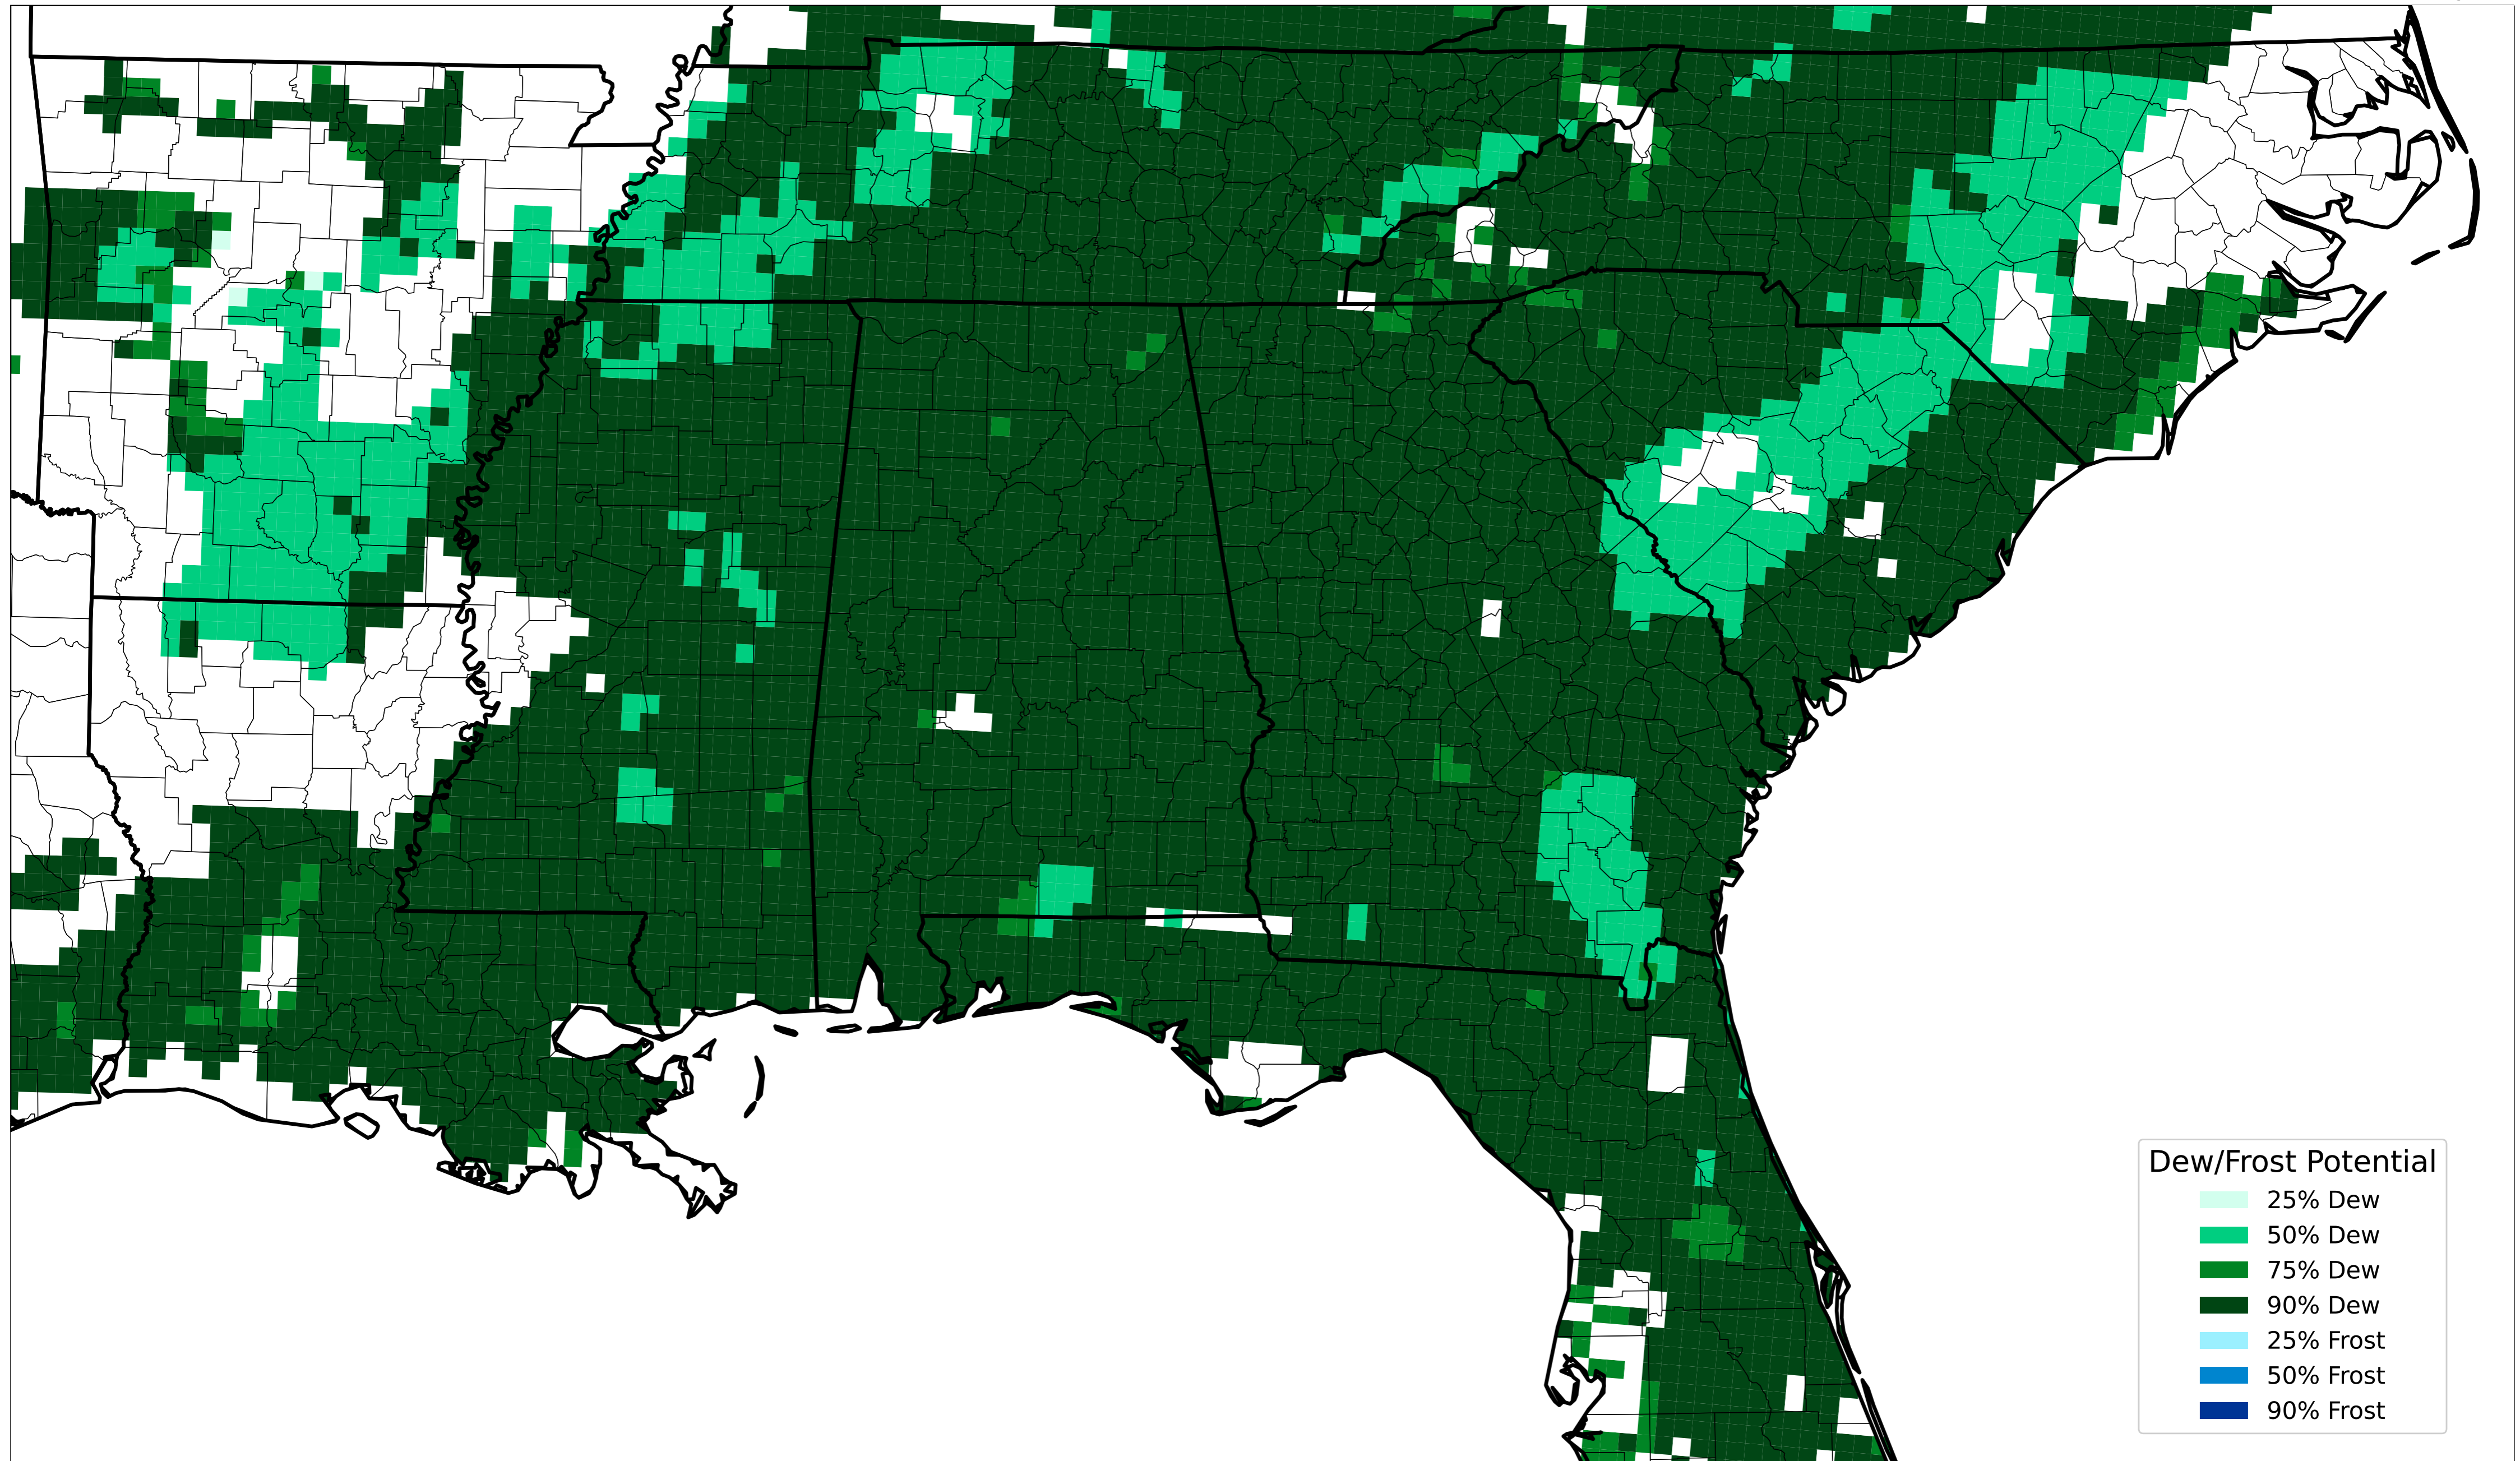 Dew/Frost Potential
25% Dew
50% Dew
75% Dew
90% Dew
25% Frost
50% Frost
90% Frost